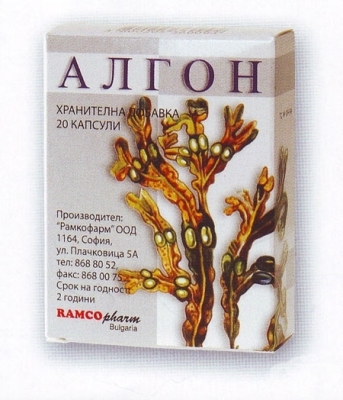 АЛГОН
ХРАНИТЕЛНА ДОБАВКА
20 КАПСУЛИ
Производител:
"Рамкофарм" ООД
1164, София,
ул. Плачковица 5А
тел: 868 80 52,
факс: 868 00 75
Срок на годност:
2 години
RAMCOpharm
Bulgaria